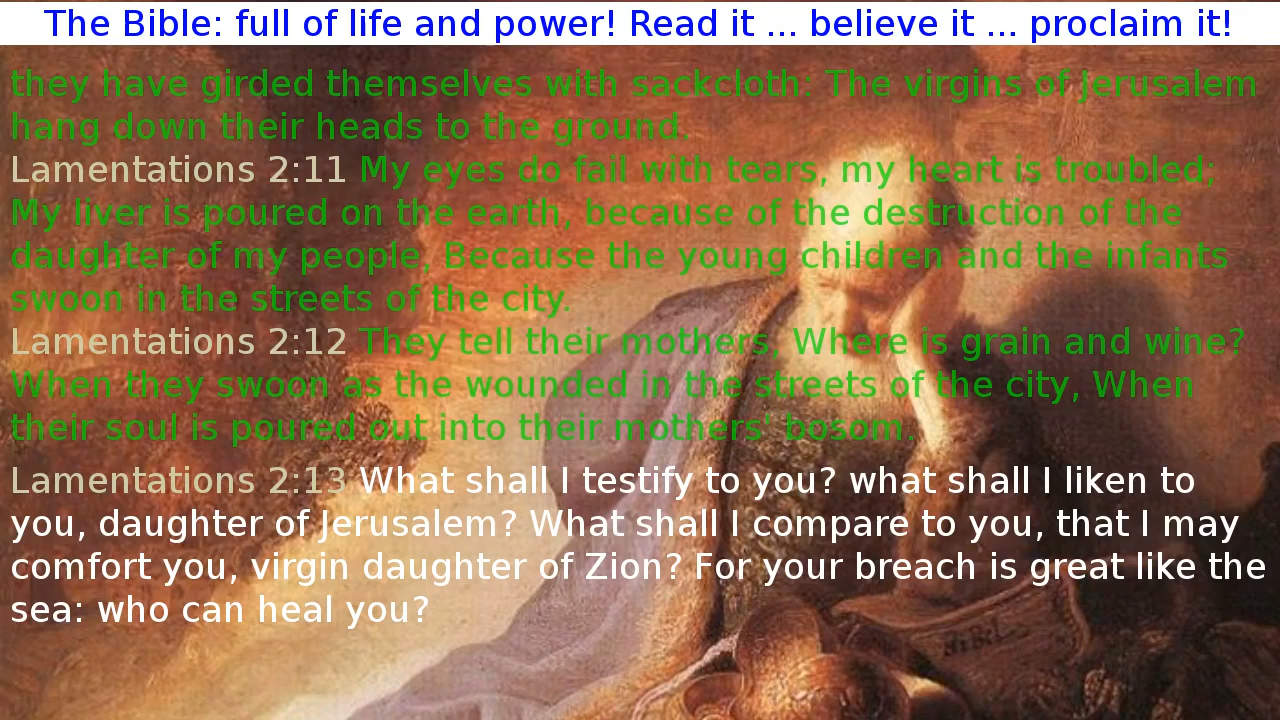 The Bible: full of life and power! Read it ... believe it ... proclaim it!
they have girded themselves with sackcloth: The virgins of Jerusalem
hang down their heads to the ground.
Lamentations 2:11 My eyes do fail with tears, my heart is troubled;
My liver is poured on the earth, because of the destruction of the
daughter of my people, Because the young children and the infants
swoon in the streets of the city.
Lamentations 2:12 They tell their mothers, Where is grain and wine?
When they swoon as the wounded in the streets of the city, When
their soul is poured out into their mothers' bosom.
Lamentations 2:13 What shall I testify to you? what shall I liken to
you, daughter of Jerusalem? What shall I compare to you, that I may
comfort you, virgin daughter of Zion? For your breach is great like the
sea: who can heal you?
BiBeL